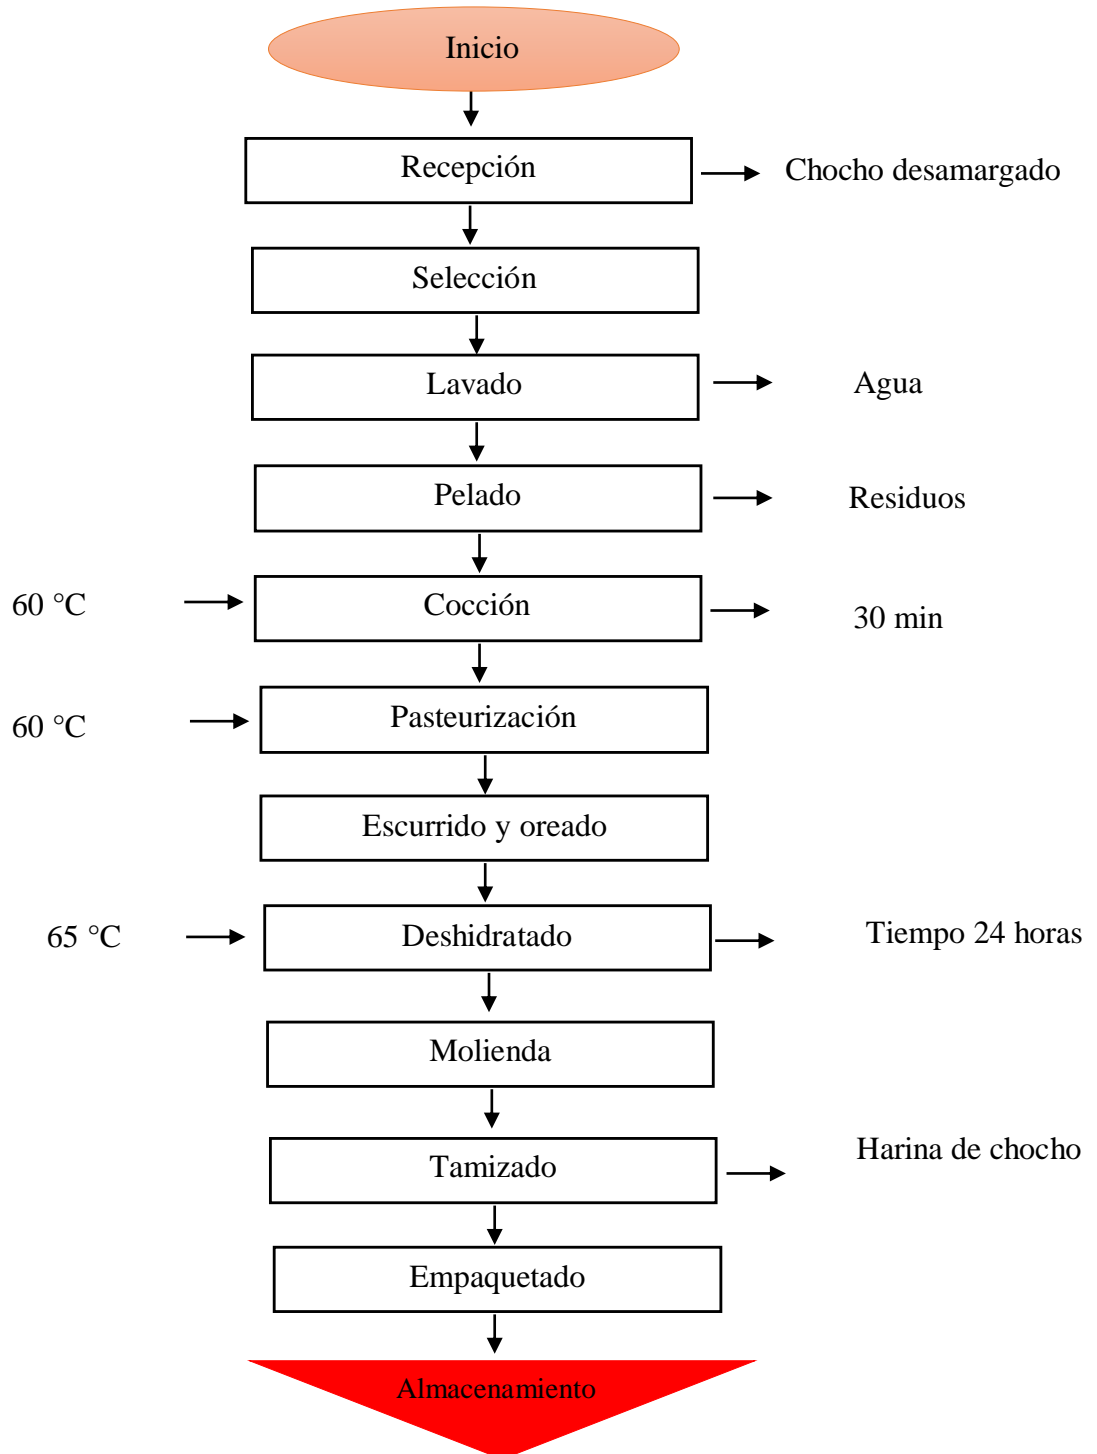 Inicio
Recepción
Chocho desamargado
Selección
Lavado
Agua
Pelado
Residuos
60 °C
Cocción
30 min
60 °C
Pasteurización
Escurrido y oreado
65 °C
Deshidratado
Tiempo 24 horas
Molienda
Tamizado
Harina de chocho
Empaquetado
Almacenamiento